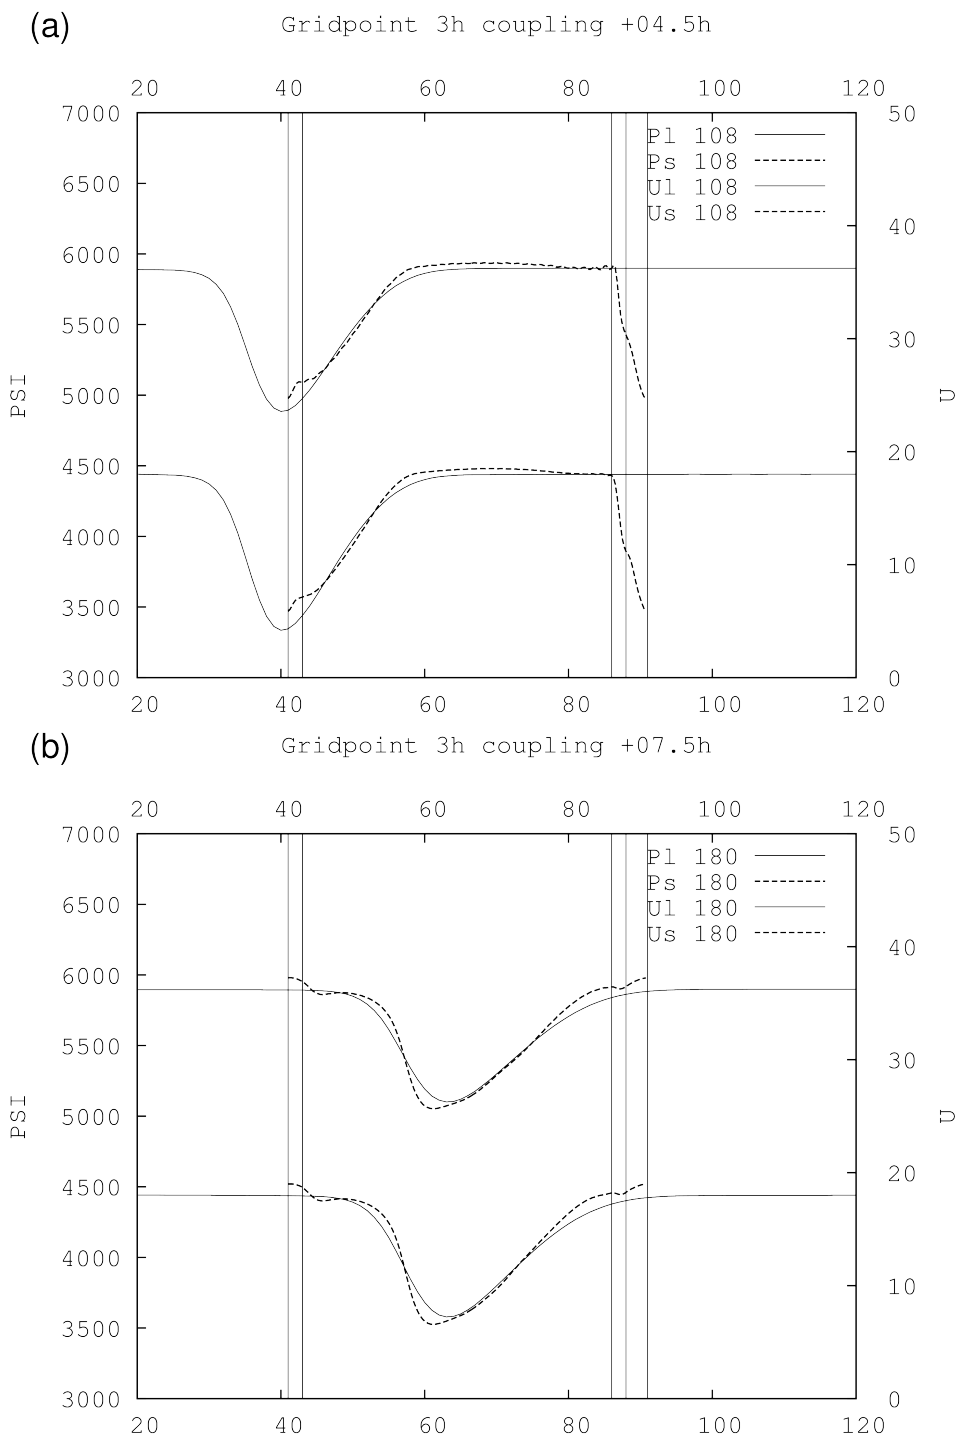 (a)
Gridpoint 3h coupling +04.5h
20 40 60 80 100 120
7000 50
Pl 108
Ps 108
6500
Ul 108
Us 108
40
6000
5500 30
5000
PSI U
4500 20
4000
10
3500
3000 0
20 40 60 80 100 120
(b)
Gridpoint 3h coupling +07.5h
20 40 60 80 100 120
7000 50
Pl 180
Ps 180
6500
Ul 180
Us 180
40
6000
5500 30
5000
PSI U
4500 20
4000
10
3500
3000 0
20 40 60 80 100 120